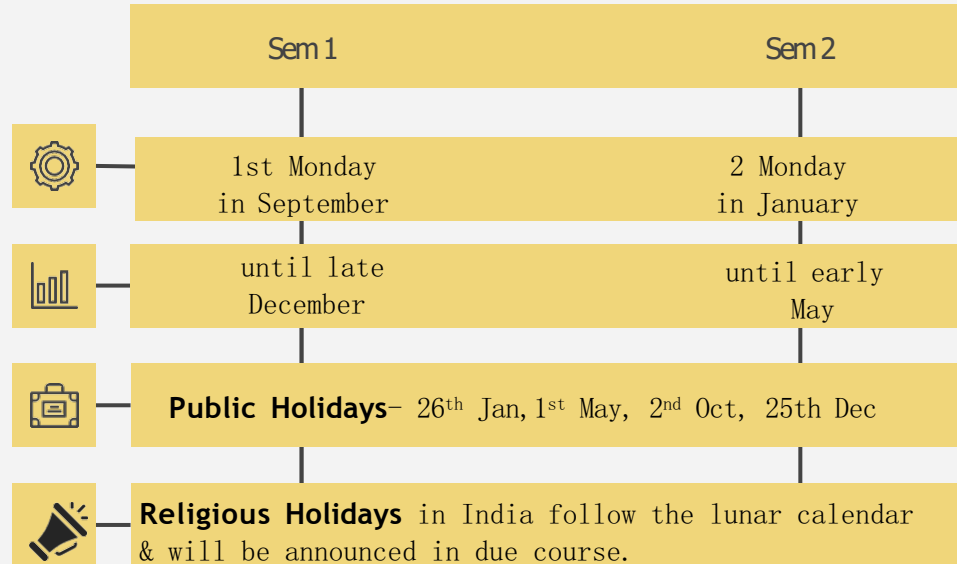 Sem 1 Sem 2
1st Monday 2 Monday
in September in January
until late until early
December May
Public Holidays- 26th Jan, 1st May, 2nd Oct, 25th Dec
Religious Holidays in India follow the lunar calendar
& will be announced in due course.